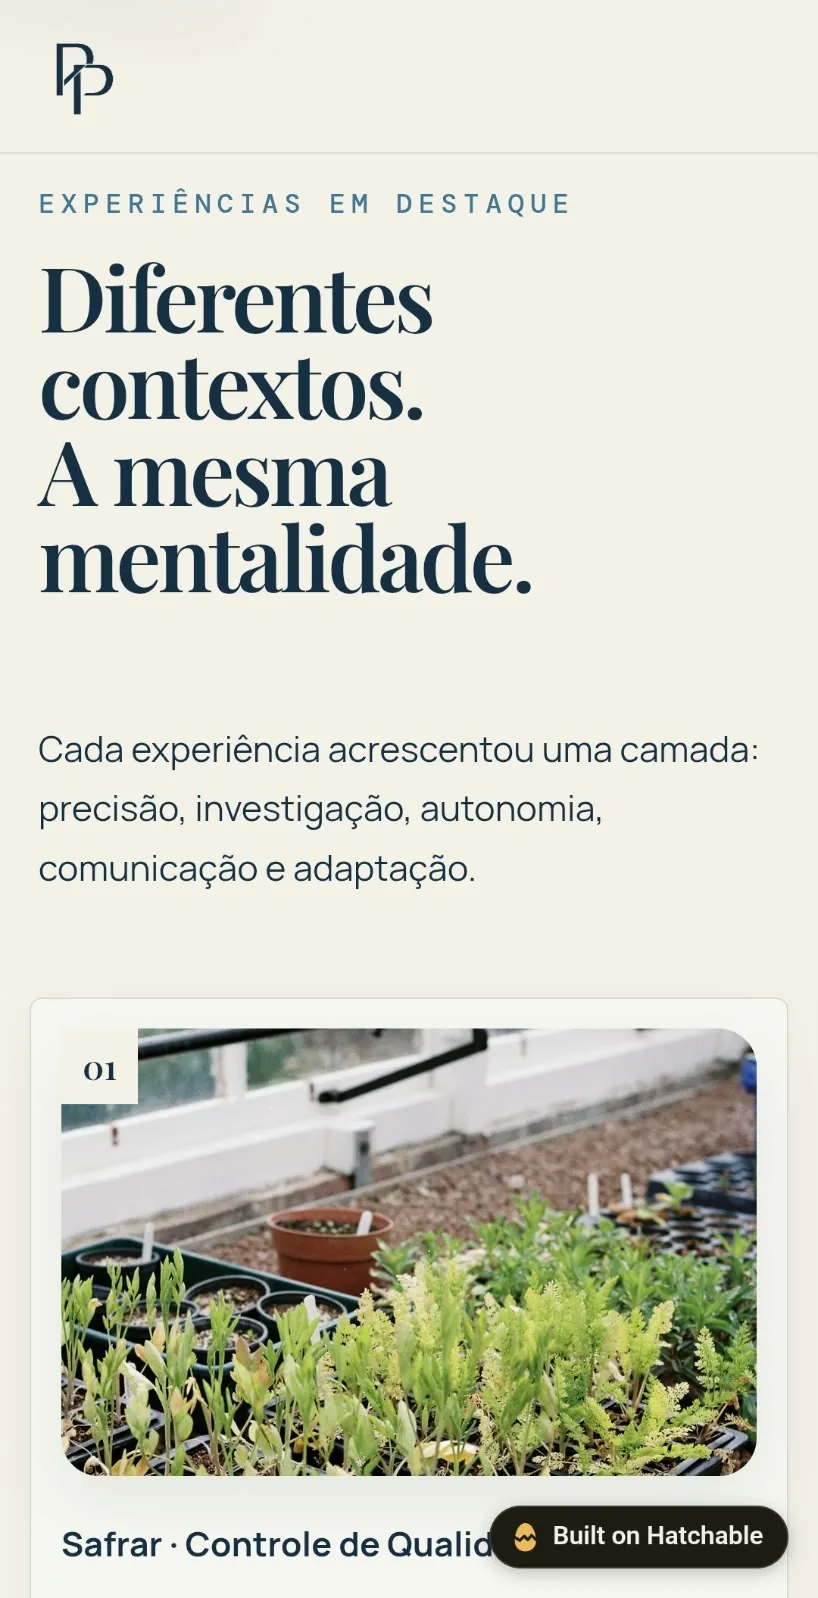 PP
EXPERIÊNCIAS EM DESTAQUE
Diferentes
contextos.
A mesma
mentalidade.
Cada experiência acrescentou uma camada:
precisão, investigação, autonomia,
comunicação e adaptação.
01
Safrar · Controle de Qualid
Built on Hatchable